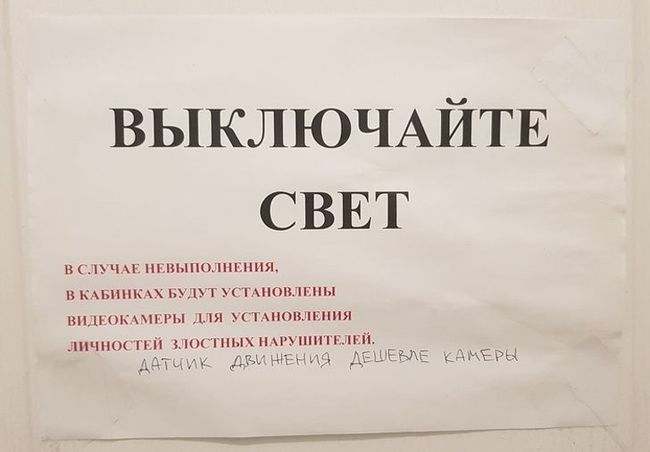 ВЫКЛЮЧАЙТЕ
СВЕТ
В СЛУЧАЕ НЕВЫПОЛНЕНИЯ,
В КАБИНКАХ БУДУТ УСТАНОВЛЕНЫ
ВИДЕОКАМЕРЫ ДЛЯ УСТАНОВЛЕНИЯ
ЛИЧНОСТЕЙ ЗЛОСТНЫХ НАРУШИТЕЛЕЙ.
ДАТЧИК ДВИЖЕНИЯ ДЕШЕВЛЕ КАМЕРЫ